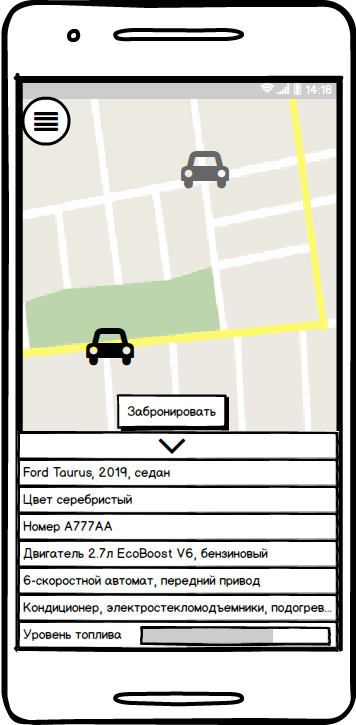 14:18
Забронировать
Ford Taurus, 2019, седан
Цвет серебристый
Номер А777АА
Двигатель 2.7л EcoBoost V6, бензиновый
6-скоростной автомат, передний привод
Кондиционер, электростекломодъемники, подогрев...
Уровень топлива